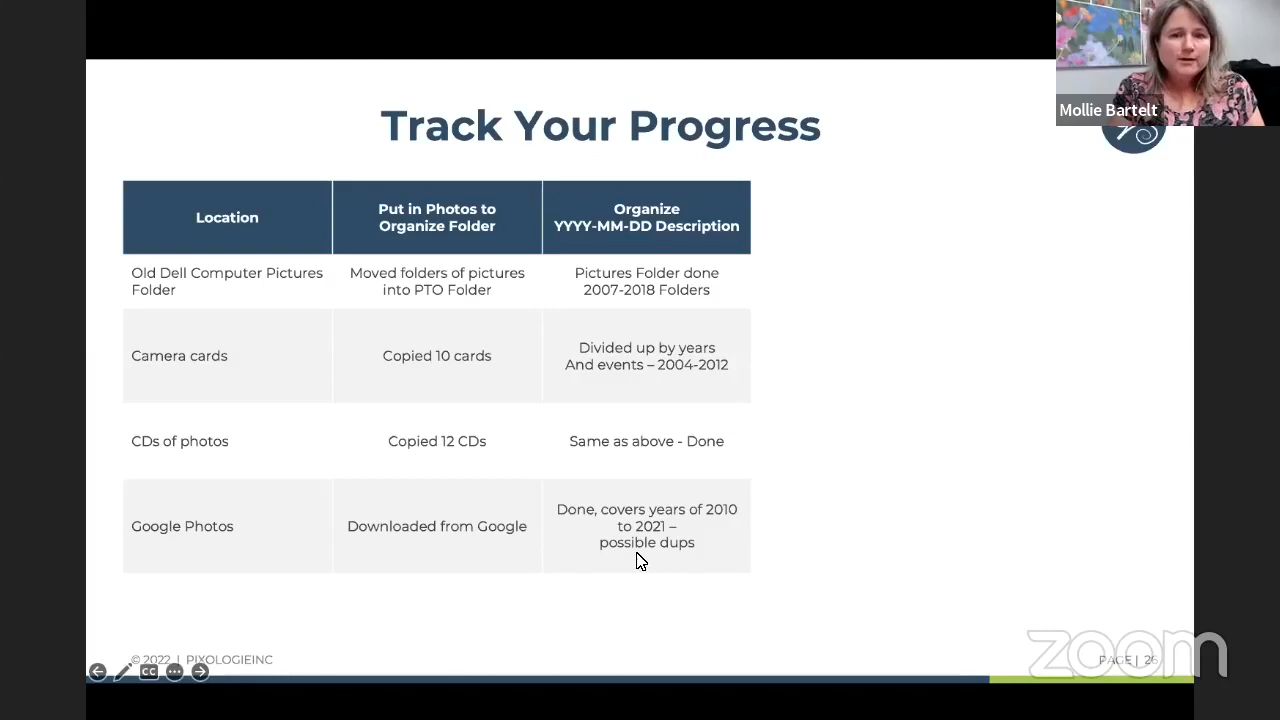 Mollie Bartelt
Track Your Progress
Location
Put in Photos to
Organize Folder
Organize
YYYY-MM-DD Description
Old Dell Computer Pictures
Folder
Moved folders of pictures
into PTO Folder
Pictures Folder done
2007-2018 Folders
Camera cards
Copied 10 cards
Divided up by years
And events – 2004-2012
CDs of photos
Copied 12 CDs
Same as above - Done
Google Photos
Downloaded from Google
Done, covers years of 2010
to 2021 –
possible dups
© 2022 | PIXOLOGIEINC
CC
PAGE | 26
zoom